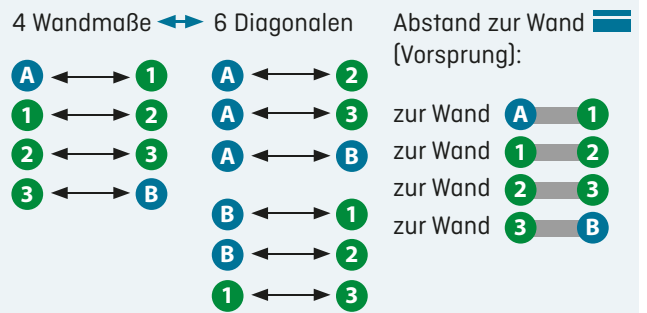 4 Wandmaße ↔ 6 Diagonalen
A ↔ 1
1 ↔ 2
2 ↔ 3
3 ↔ B
A ↔ 2
A ↔ 3
A ↔ B
B ↔ 1
B ↔ 2
1 ↔ 3
Abstand zur Wand
(Vorsprung):
zur Wand A 1
zur Wand 1 2
zur Wand 2 3
zur Wand 3 B